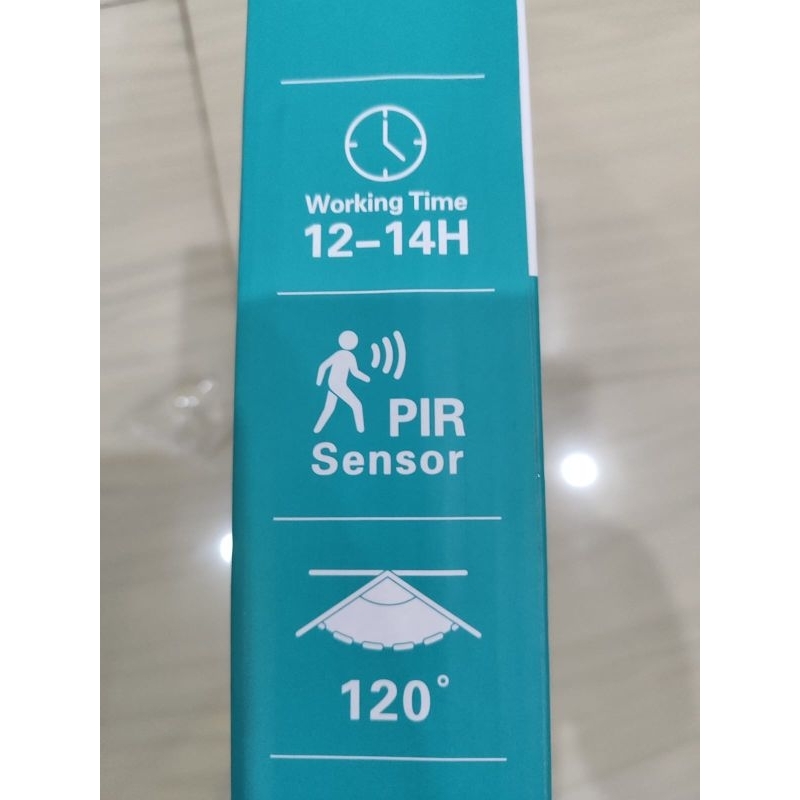 Working Time
12–14H
PIR
Sensor
120°